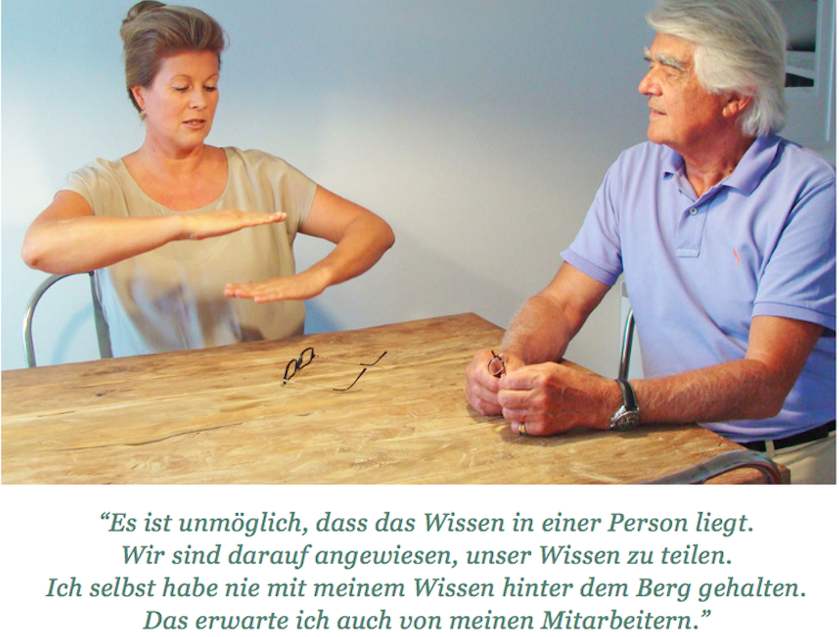 “Es ist unmöglich, dass das Wissen in einer Person liegt.
Wir sind darauf angewiesen, unser Wissen zu teilen.
Ich selbst habe nie mit meinem Wissen hinter dem Berg gehalten.
Das erwarte ich auch von meinen Mitarbeitern.”